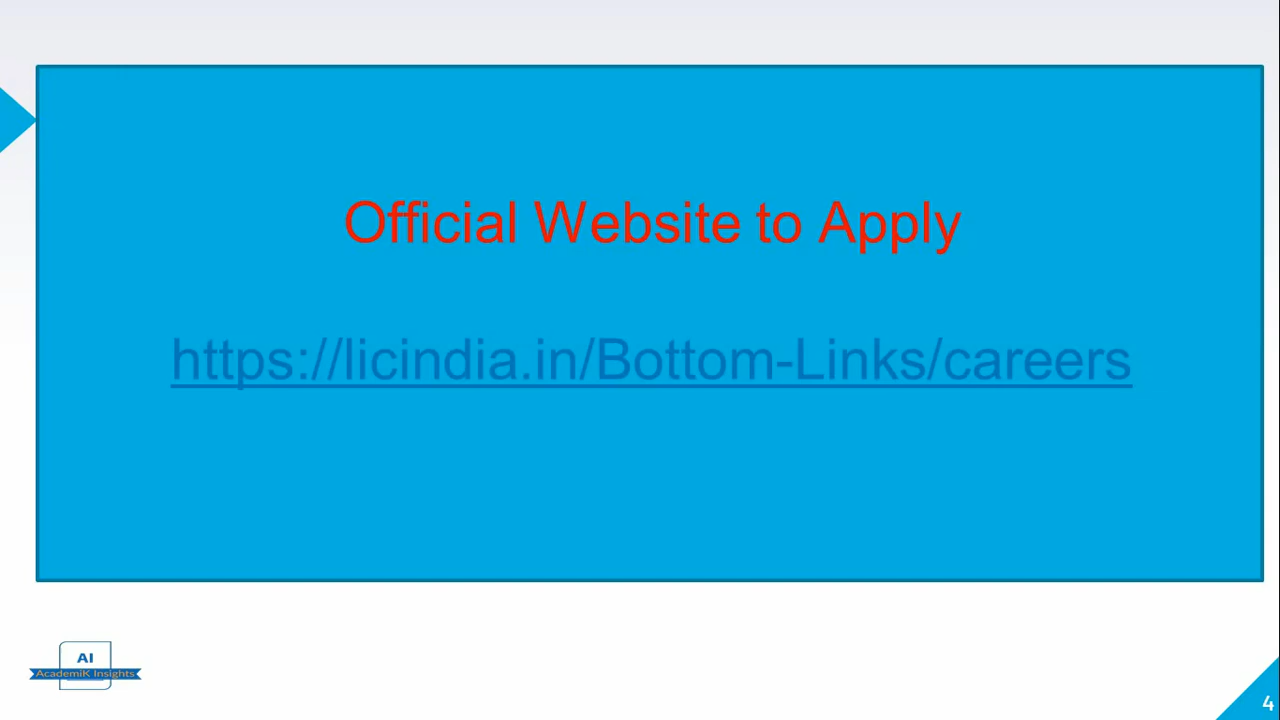 Official Website to Apply
https://licindia.in/Bottom-Links/careers
AI
AcademiK Insights
4